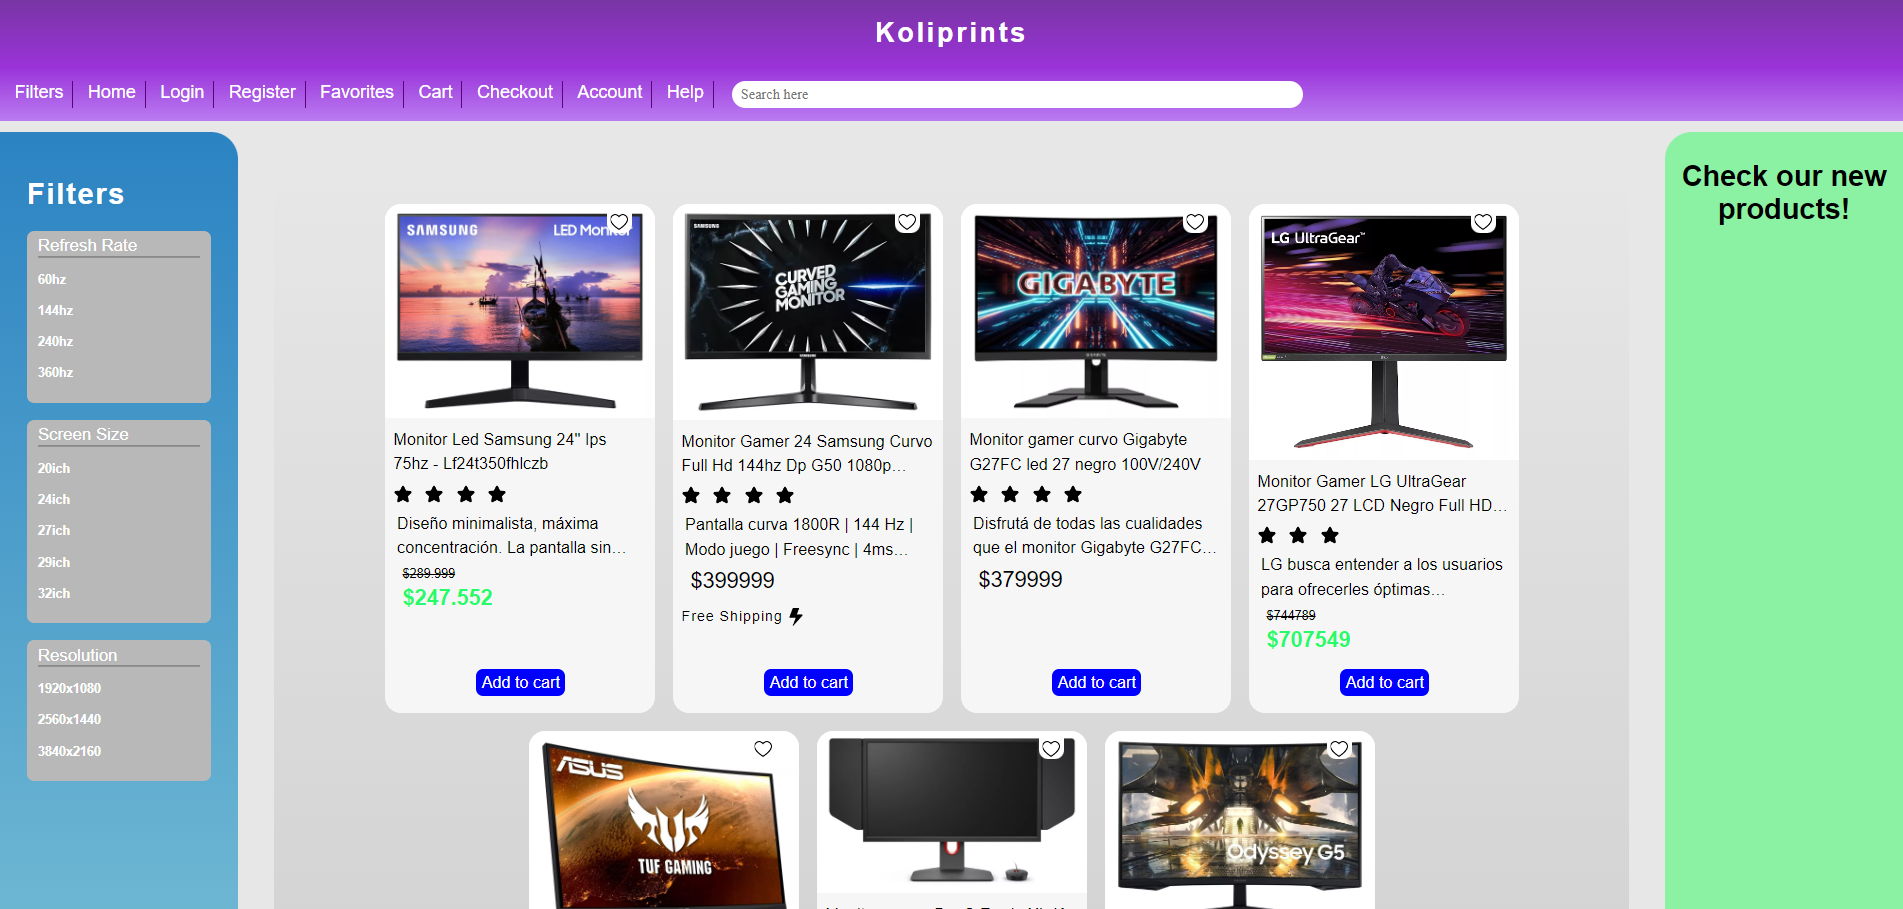 Koliprints
Filters
Home
Login
Register
Favorites
Cart
Checkout
Account
Help
Search here
Filters
Refresh Rate
60hz
144hz
240hz
360hz
Screen Size
20ich
24ich
27ich
29ich
32ich
Resolution
1920x1080
2560x1440
3840x2160
SAMSUNG
LED Monitor
Monitor Led Samsung 24" Ips
75hz - Lf24t350fhlczb
Diseño minimalista, máxima
concentración. La pantalla sin...
$289.999
$247.552
Add to cart
SAMSUNG
CURVED
GAMING
MONITOR
SAMSUNG
Monitor Gamer 24 Samsung Curvo
Full Hd 144hz Dp G50 1080p...
Pantalla curva 1800R | 144 Hz |
Modo juego | Freesync | 4ms...
$399999
Free Shipping
Add to cart
GIGABYTE
GIGABYTE
Monitor gamer curvo Gigabyte
G27FC led 27 negro 100V/240V
Disfrutá de todas las cualidades
que el monitor Gigabyte G27FC...
$379999
Add to cart
LG UltraGear™
Monitor Gamer LG UltraGear
27GP750 27 LCD Negro Full HD...
LG busca entender a los usuarios
para ofrecerles óptimas...
$744789
$707549
Add to cart
Check our new
products!
ASUS
TUF GAMING
Odyssey G5